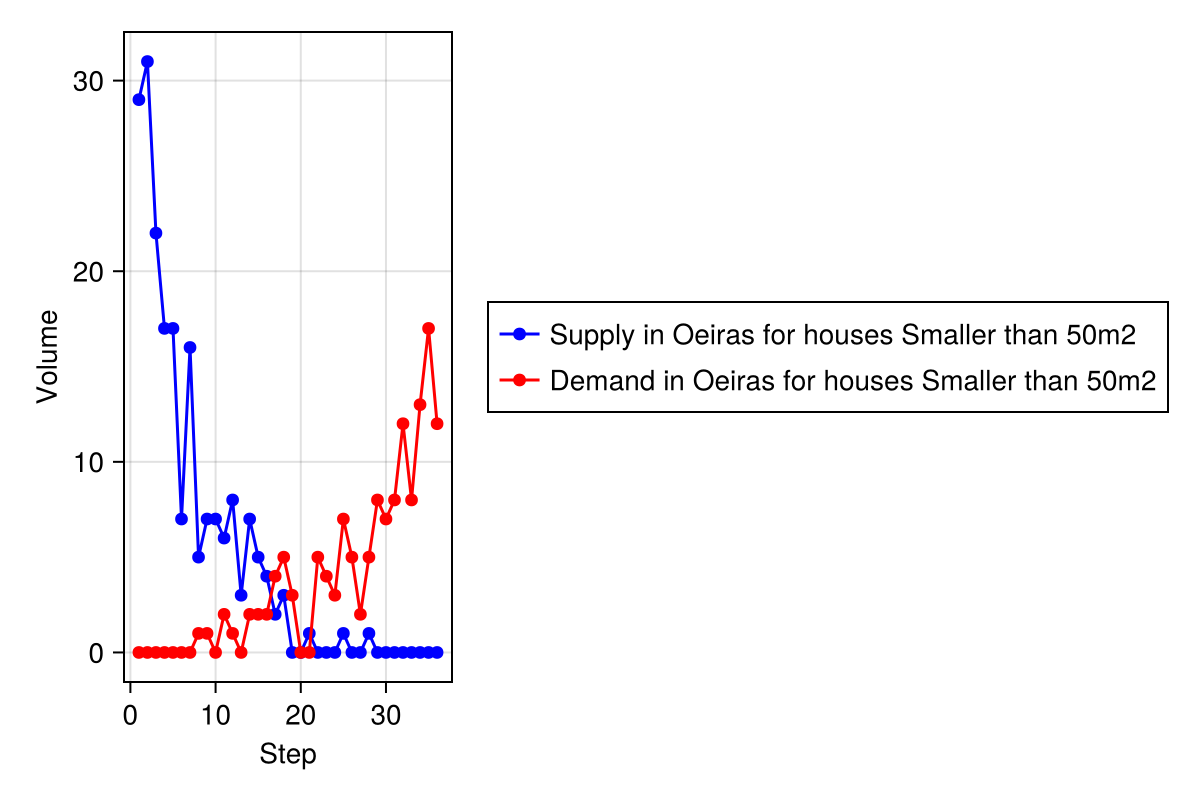 30
20
10
0
Volume
0 10 20 30
Step
Supply in Oeiras for houses Smaller than 50m2
Demand in Oeiras for houses Smaller than 50m2